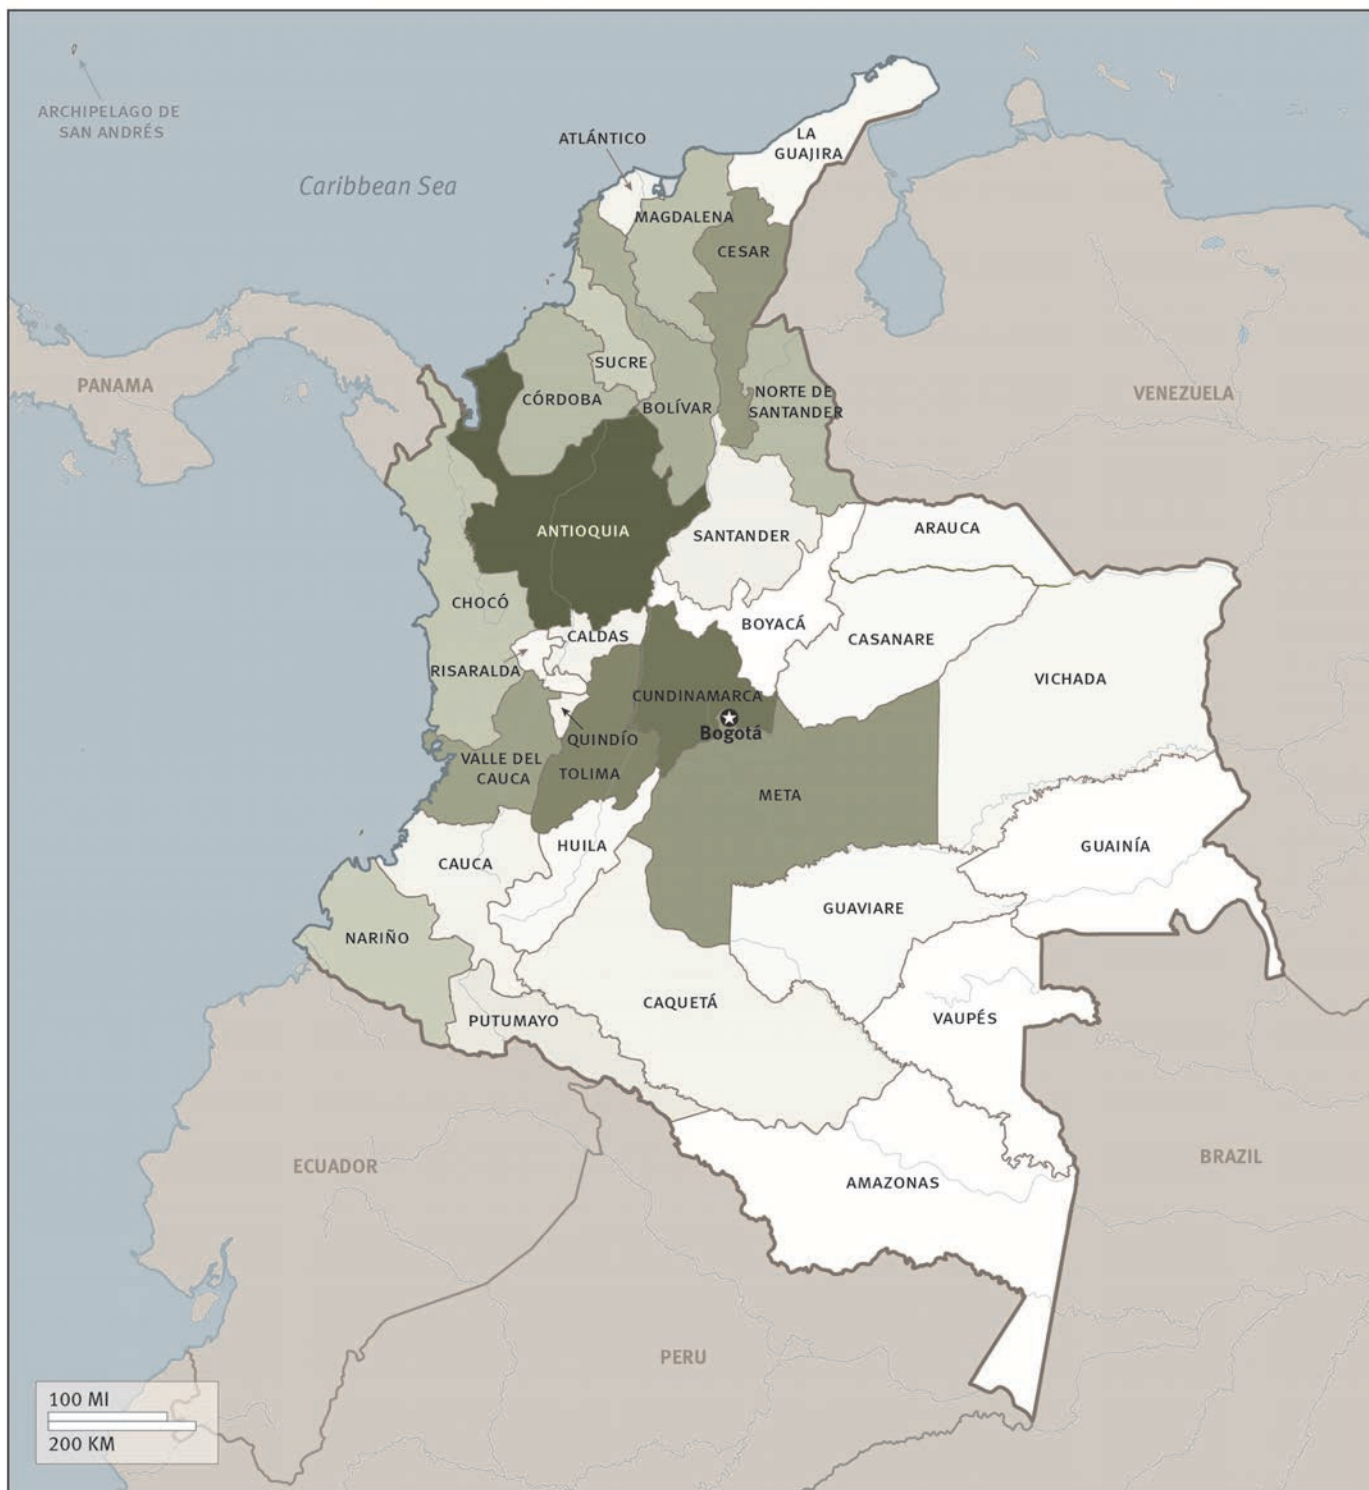 ARCHIPELAGO DE
SAN ANDRÉS
Caribbean Sea
ATLÁNTICO
LA
GUAJIRA
MAGDALENA
CESAR
PANAMA
SUCRE
CÓRDOBA
BOLÍVAR
NORTE DE
SANTANDER
VENEZUELA
ANTIOQUIA
SANTANDER
ARAUCA
CHOCÓ
CALDAS
BOYACÁ
CASANARE
RISARALDA
VICHADA
CUNDINAMARCA
Bogotá
QUINDÍO
VALLE DEL
CAUCA
TOLIMA
META
CAUCA
HUILA
GUAINÍA
GUAVIARE
NARIÑO
CAQUETÁ
PUTUMAYO
VAUPÉS
ECUADOR
BRAZIL
AMAZONAS
PERU
100 MI
200 KM